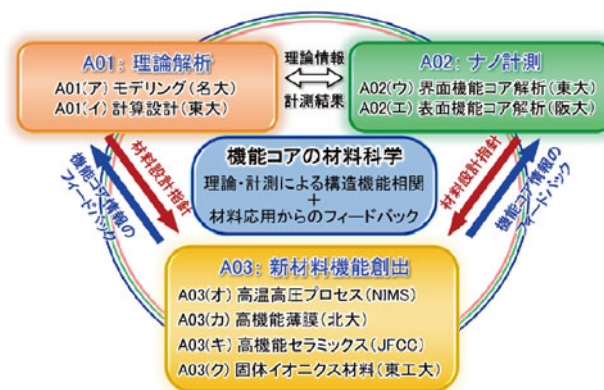 A01: 理論解析
A01(ア) モデリング(名大)
A01(イ) 計算設計(東大)
理論情報
計測結果
A02: ナノ計測
A02(ウ) 界面機能コア解析(東大)
A02(エ) 表面機能コア解析(阪大)
機能コアの材料科学
理論・計測による構造機能相関
+
材料応用からのフィードバック
材料設計指針
機能コア情報の
フィードバック
材料設計指針
機能コア情報の
フィードバック
A03: 新材料機能創出
A03(オ) 高温高圧プロセス(NIMS)
A03(カ) 高機能薄膜(北大)
A03(キ) 高機能セラミックス(JFCC)
A03(ク) 固体イオニクス材料(東工大)